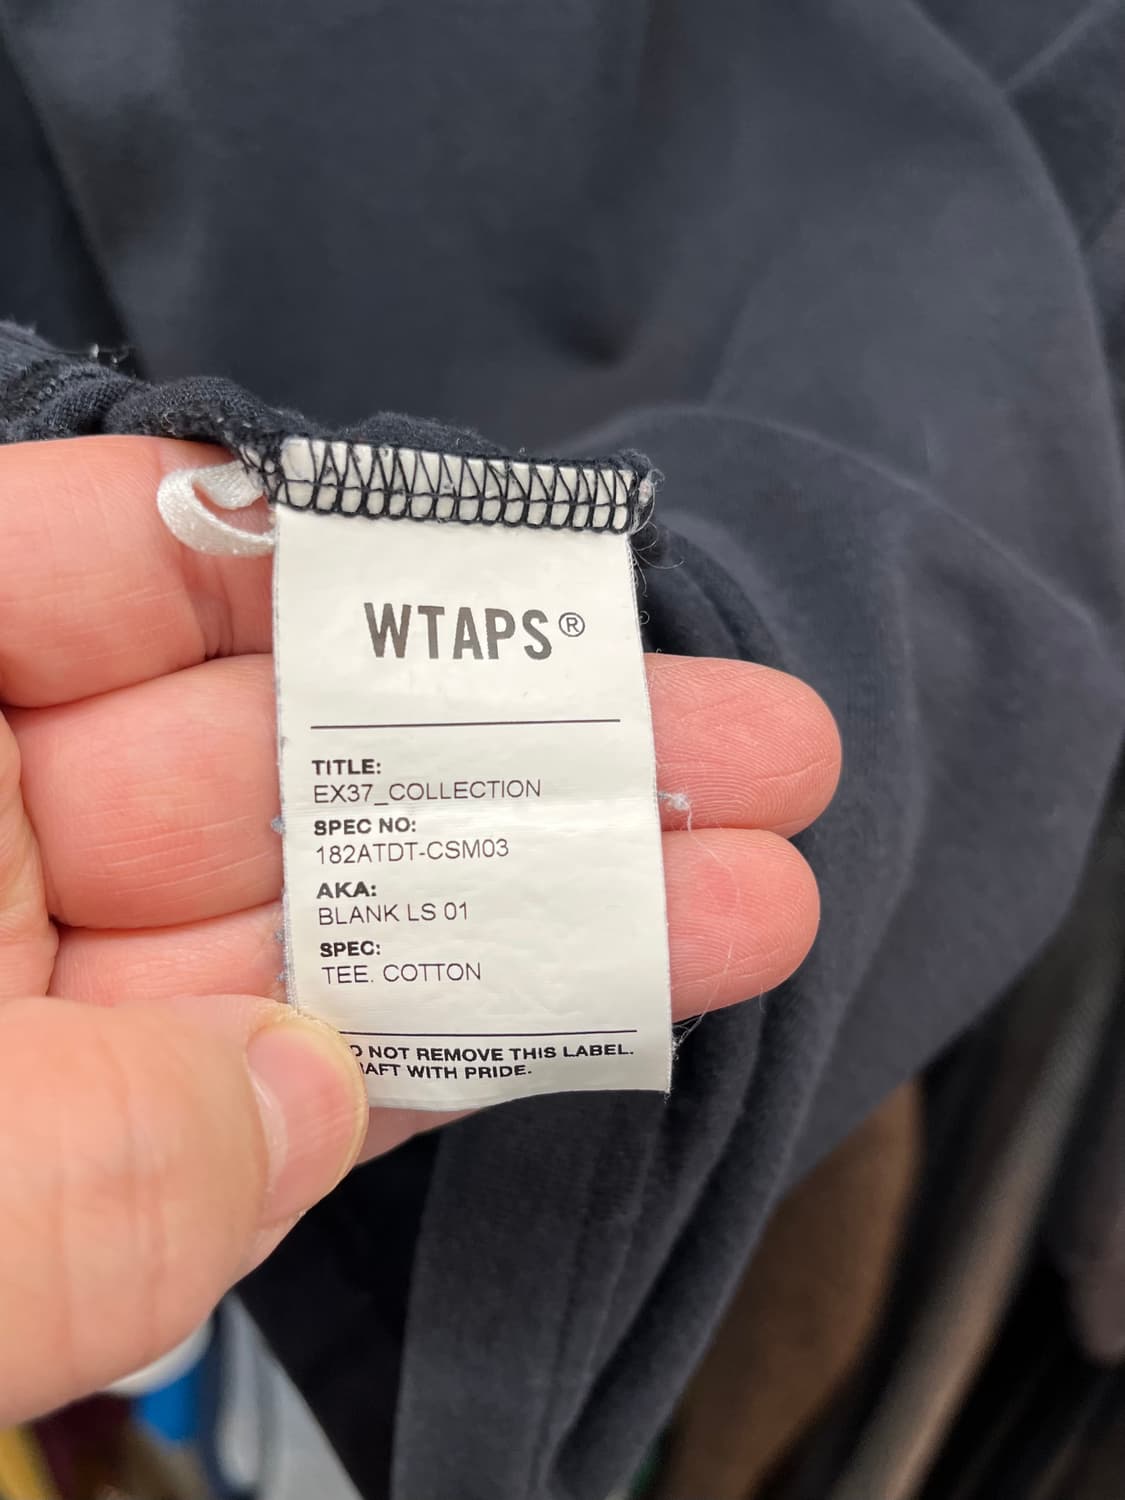 WTAPS®
TITLE:
EX37_COLLECTION
SPEC NO:
182ATDT-CSM03
AKA:
BLANK LS 01
SPEC:
TEE. COTTON
NOT REMOVE THIS LABEL.
WITH PRIDE.